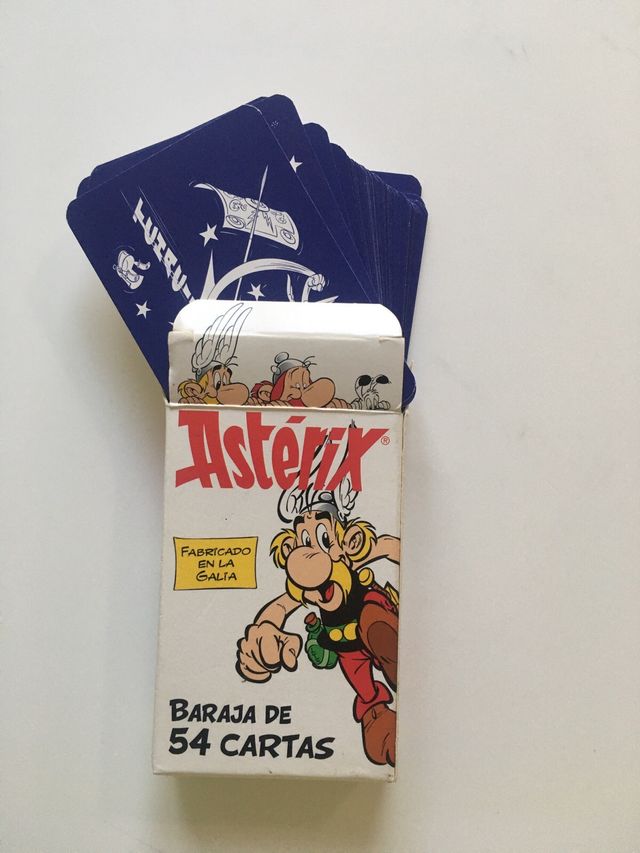 Astérix®
FABRICADO
EN LA
GALIA
BARAJA DE
54 CARTAS